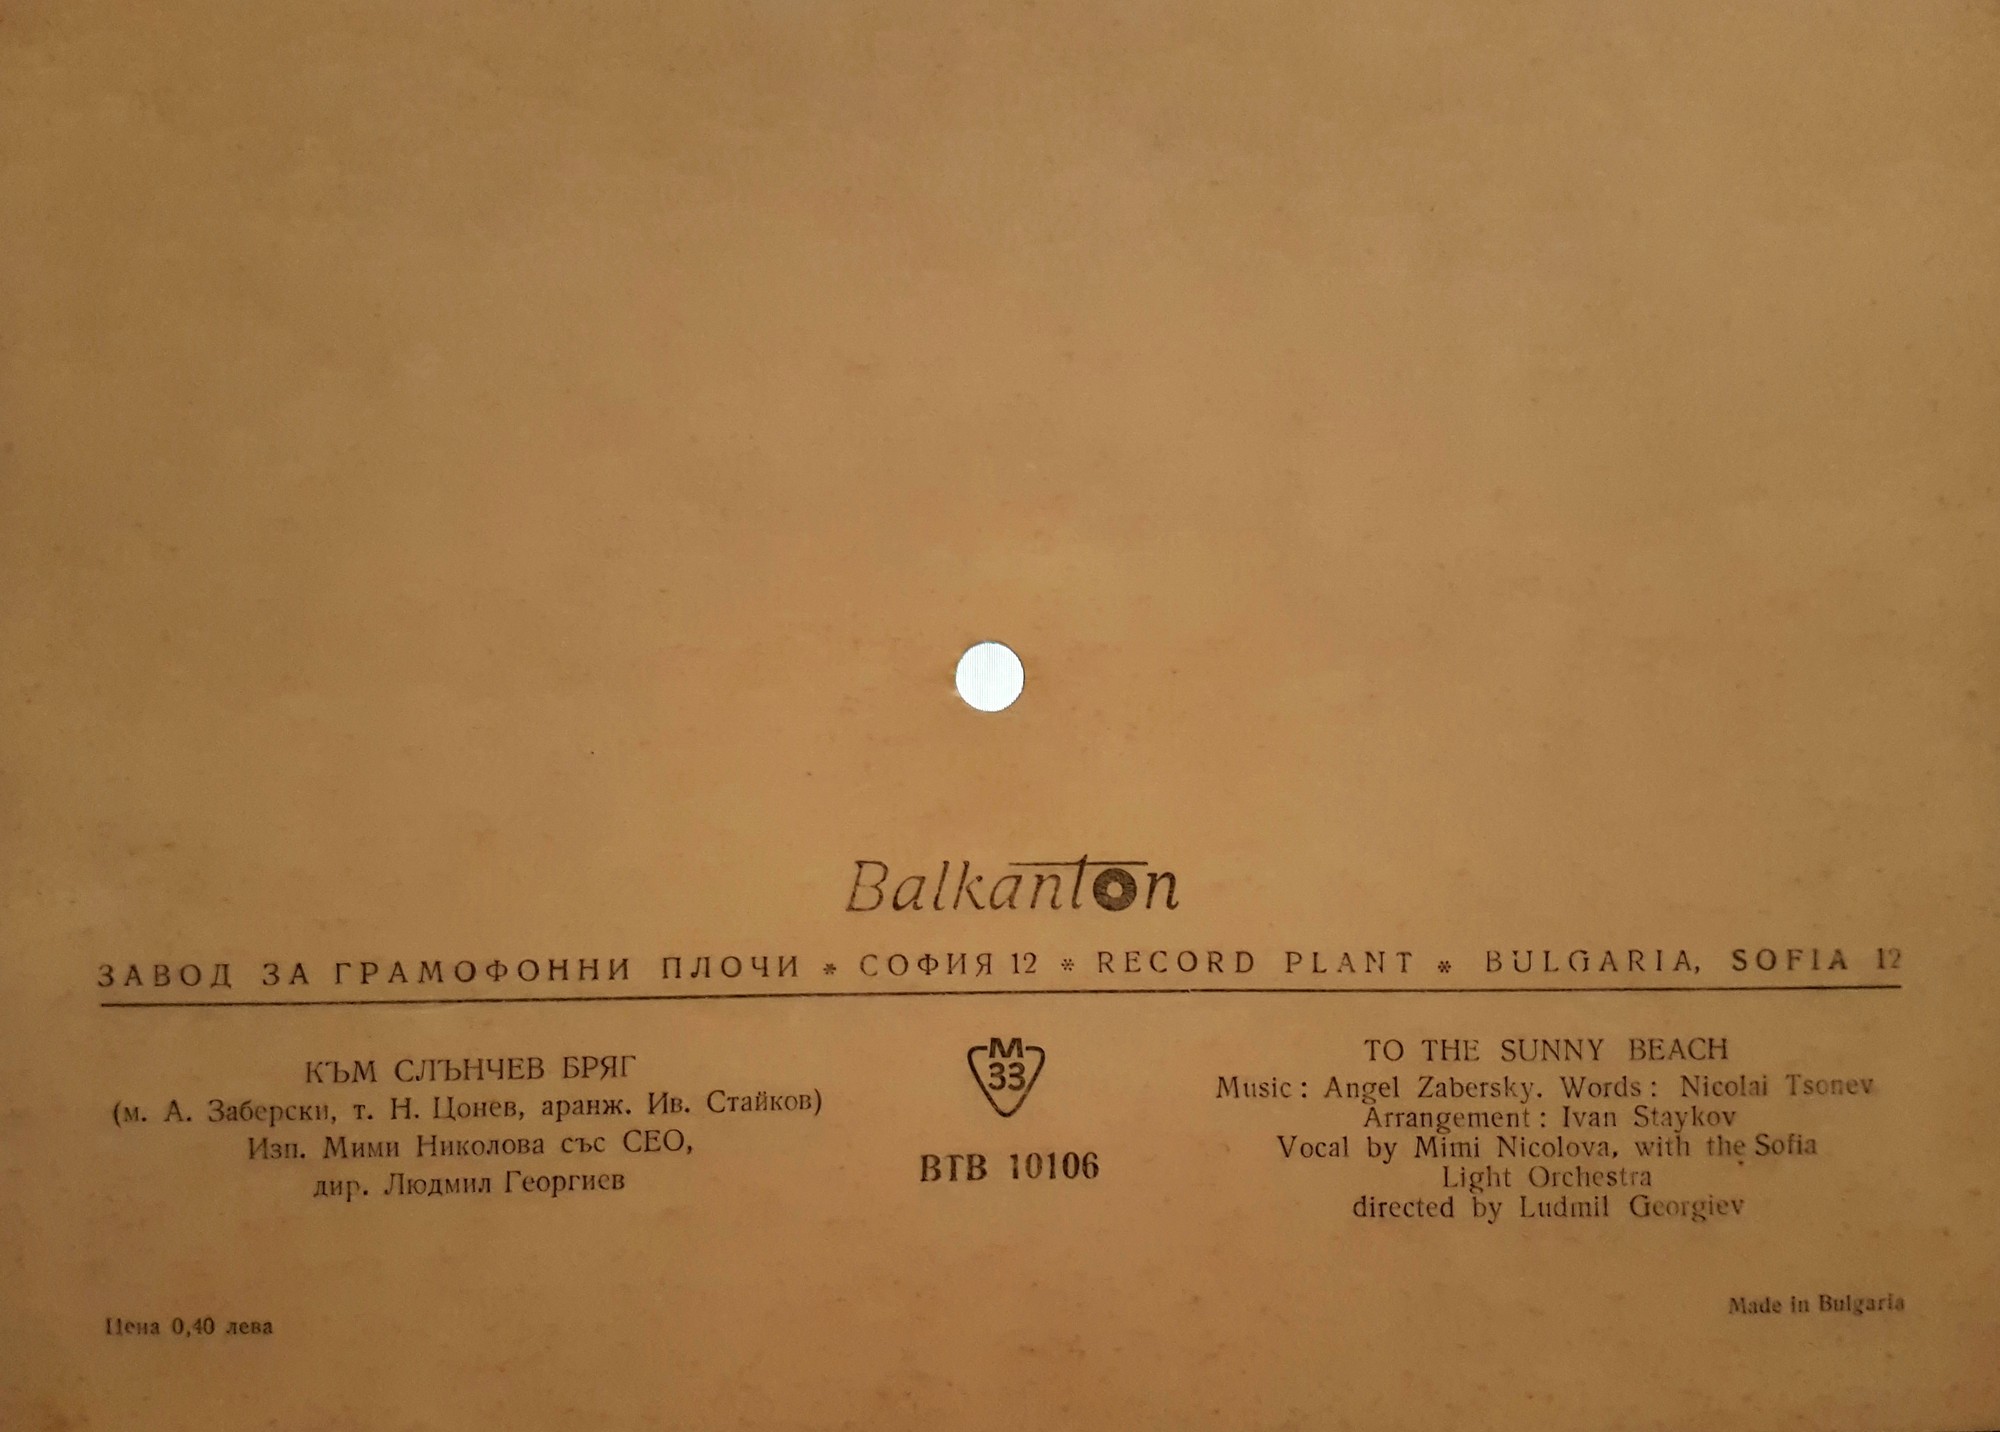 Balkanton
ЗАВОД ЗА ГРАМОФОННИ ПЛОЧИ * СОФИЯ 12 * RECORD PLANT * BULGARIA, SOFIA 12
КЪМ СЛЪНЧЕВ БРЯГ
(м. А. Заберски, т. Н. Цонев, аранж. Ив. Стайков)
Изп. Мими Николова със СЕО,
дир. Людмил Георгиев
М
33
ВТВ 10106
TO THE SUNNY BEACH
Music : Angel Zabersky. Words : Nicolai Tsonev
Arrangement : Ivan Staykov
Vocal by Mimi Nicolova, with the Sofia
Light Orchestra
directed by Ludmil Georgiev
Цена 0,40 лева
Made in Bulgaria